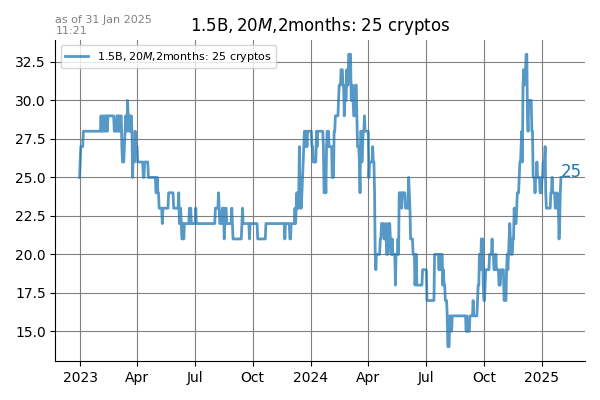 as of 31 Jan 2025
11:21
1.5B, 20M, 2months: 25 cryptos
1.5B, 20M, 2months: 25 cryptos
32.5
30.0
27.5
25.0
22.5
20.0
17.5
15.0
25
2023
Apr
Jul
Oct
2024
Apr
Jul
Oct
2025